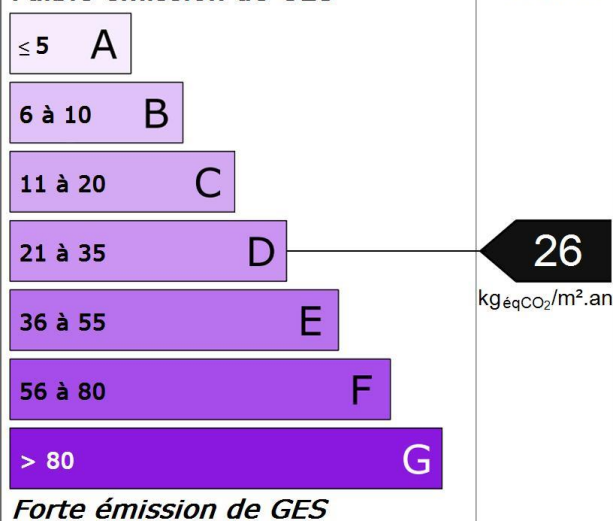 ≤ 5 A
6 à 10 B
11 à 20 C
21 à 35 D
26
kgéqCO₂/m².an
36 à 55 E
56 à 80 F
> 80 G
Forte émission de GES